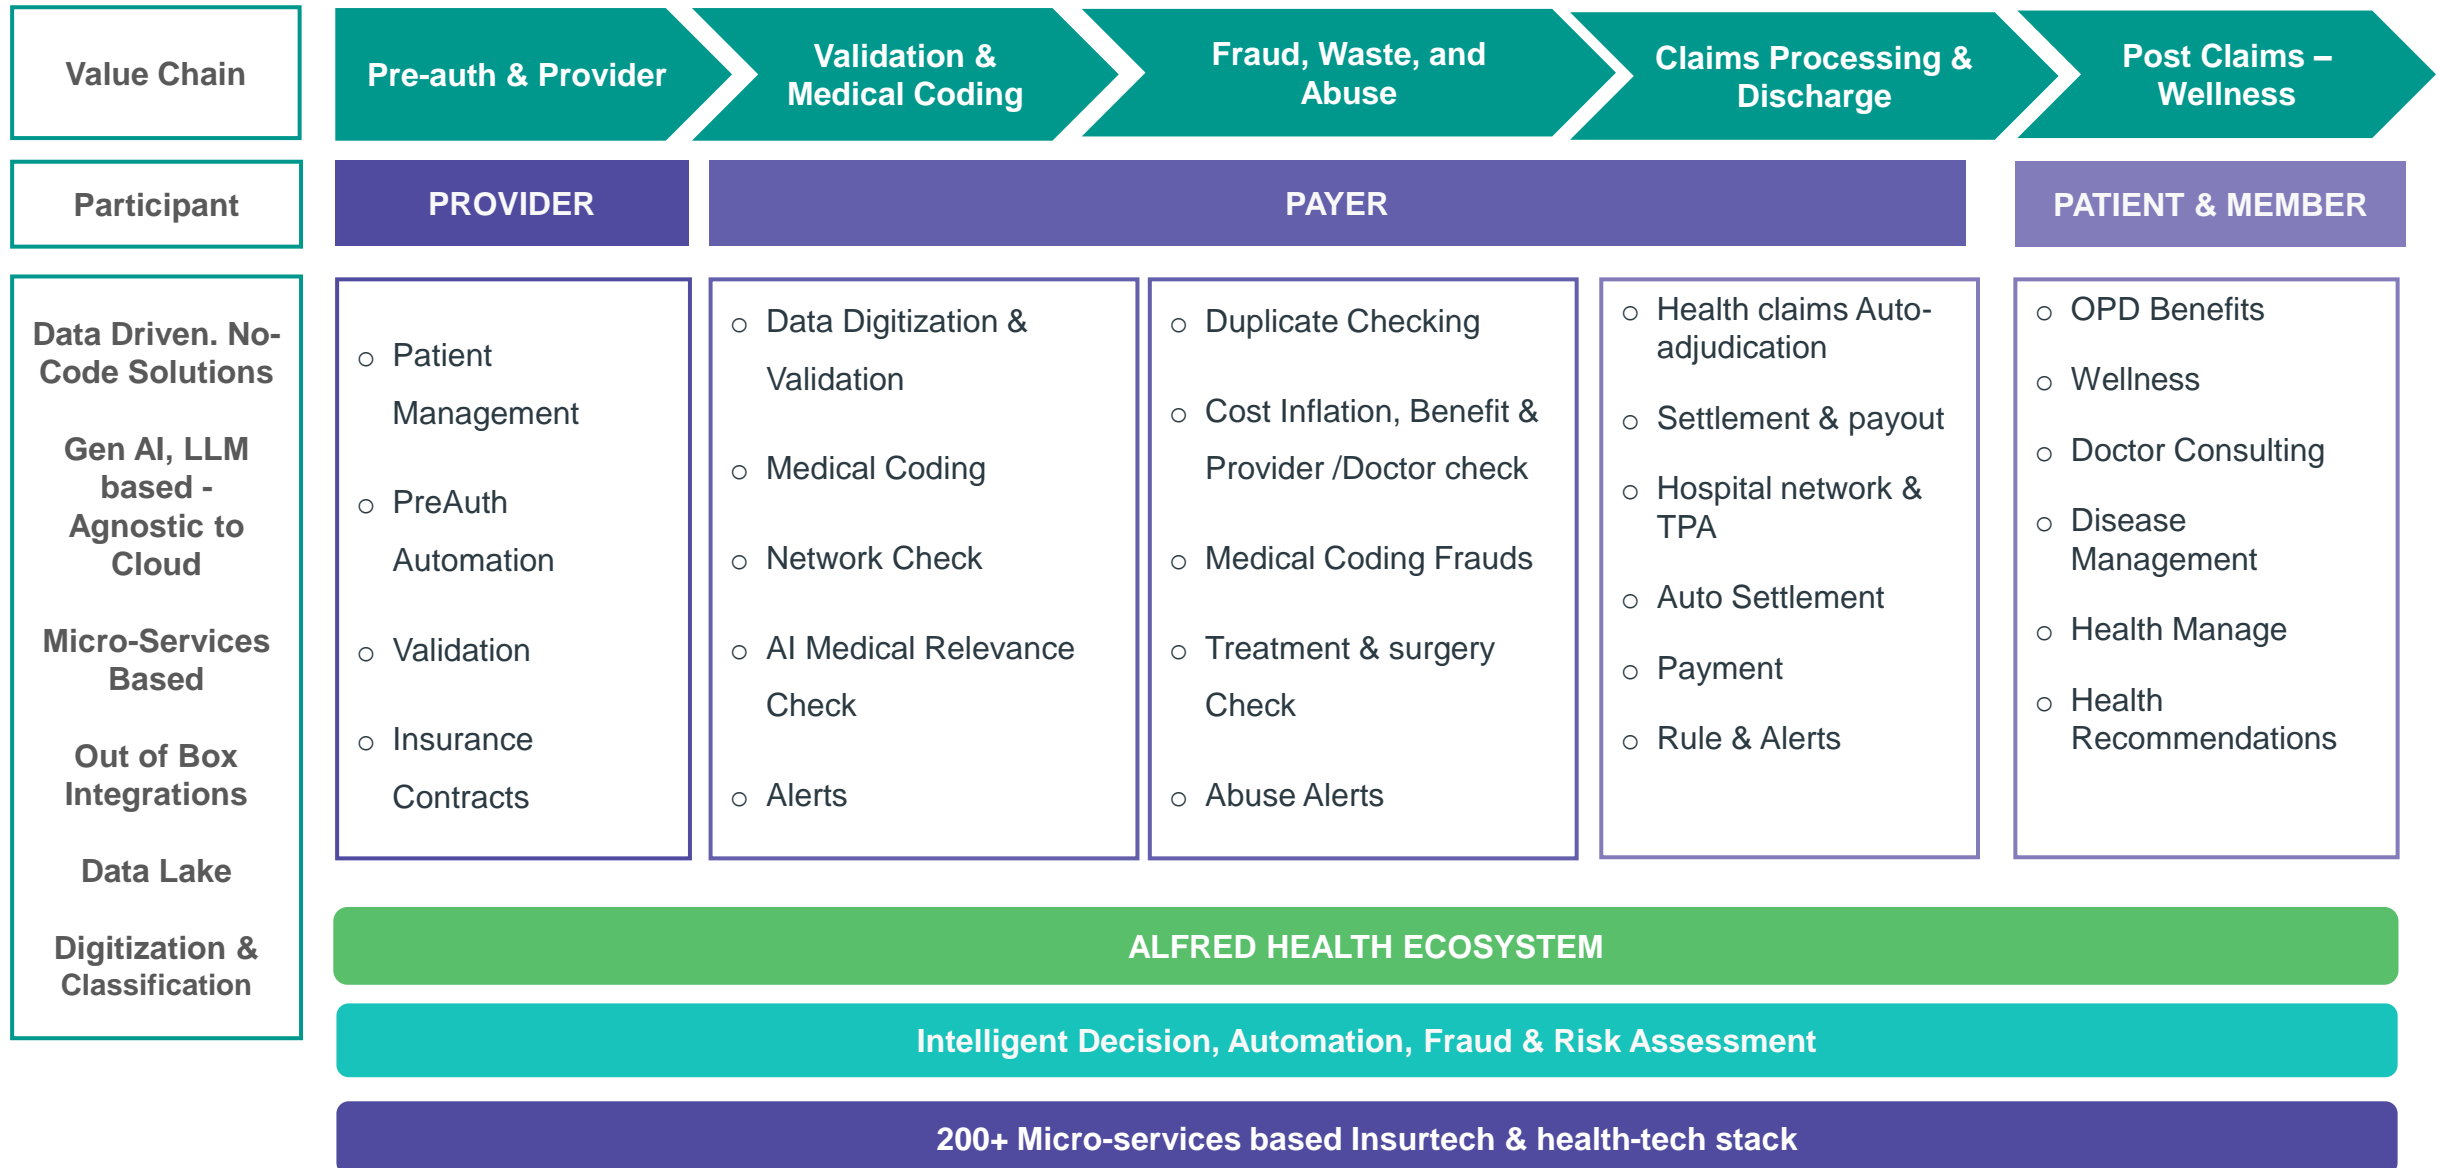 Value Chain
Pre-auth & Provider
Validation &
Medical Coding
Fraud, Waste, and
Abuse
Claims Processing &
Discharge
Post Claims –
Wellness
Participant
PROVIDER
PAYER
PATIENT & MEMBER
Data Driven. No-
Code Solutions
Gen AI, LLM
based -
Agnostic to
Cloud
Micro-Services
Based
Out of Box
Integrations
Data Lake
Digitization &
Classification
○ Patient
Management
○ PreAuth
Automation
○ Validation
○ Insurance
Contracts
○ Data Digitization &
Validation
○ Medical Coding
○ Network Check
○ AI Medical Relevance
Check
○ Alerts
○ Duplicate Checking
○ Cost Inflation, Benefit &
Provider /Doctor check
○ Medical Coding Frauds
○ Treatment & surgery
Check
○ Abuse Alerts
○ Health claims Auto-
adjudication
○ Settlement & payout
○ Hospital network &
TPA
○ Auto Settlement
○ Payment
○ Rule & Alerts
○ OPD Benefits
○ Wellness
○ Doctor Consulting
○ Disease
Management
○ Health Manage
○ Health
Recommendations
ALFRED HEALTH ECOSYSTEM
Intelligent Decision, Automation, Fraud & Risk Assessment
200+ Micro-services based Insurtech & health-tech stack